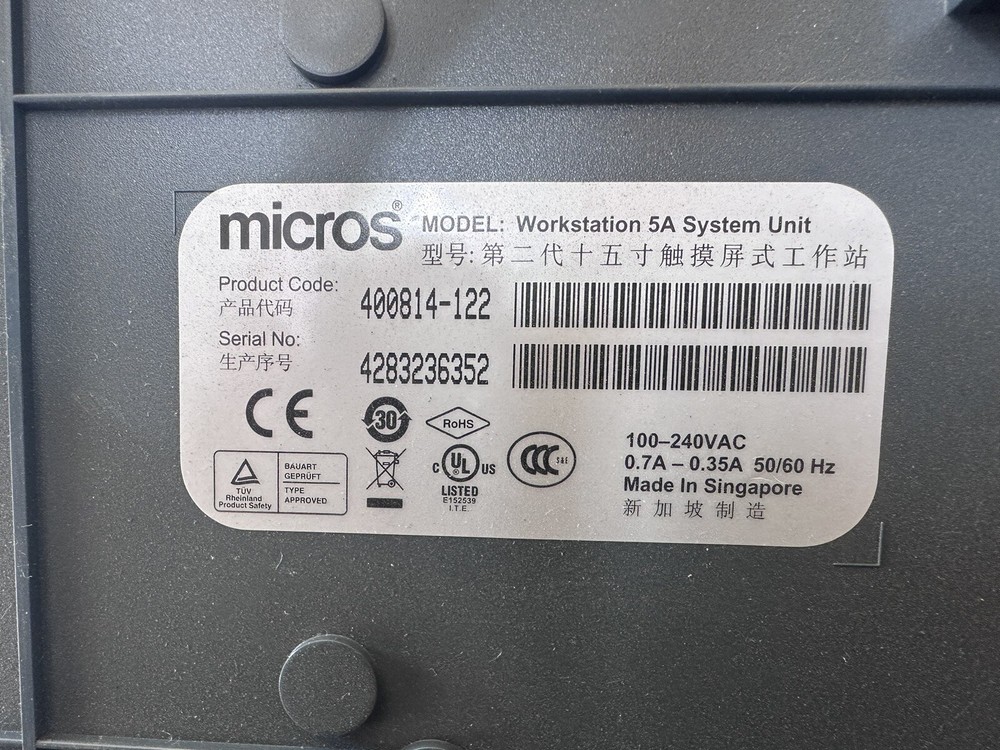 micros®
MODEL: Workstation 5A System Unit
型号: 第二代十五寸触摸屏式工作站
Product Code:
产品代码
400814-122
Serial No:
生产序号
4283236352
CE
30
RoHS
TÜV
Rheinland
Product Safety
BAUART
GEPRÜFT
TYPE
APPROVED
C UL US
LISTED
E152539
I.T.E.
CCC S&E
100–240VAC
0.7A – 0.35A 50/60 Hz
Made In Singapore
新加坡制造